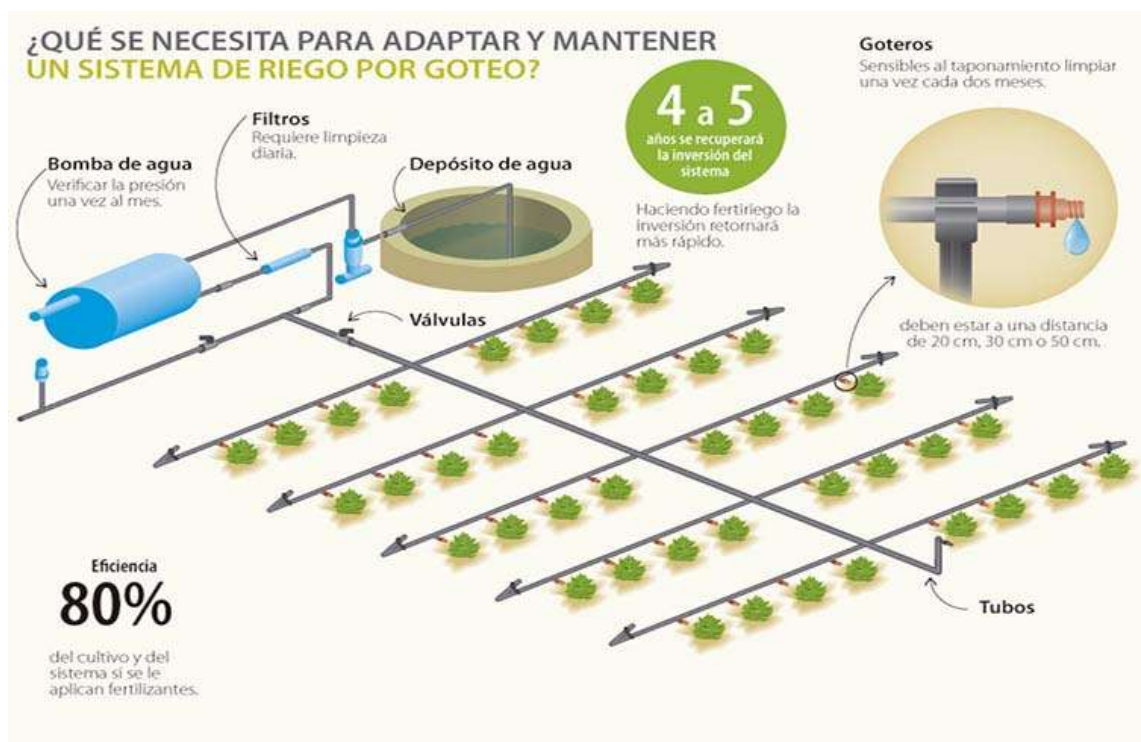 ¿QUÉ SE NECESITA PARA ADAPTAR Y MANTENER
UN SISTEMA DE RIEGO POR GOTEO?
Bomba de agua
Verificar la presión
una vez al mes.
Filtros
Requiere limpieza
diaria.
Depósito de agua
4 a 5
años se recuperará
la inversión del
sistema
Haciendo fertiriego la
inversión retornará
más rápido.
Goteros
Sensibles al taponamiento limpiar
una vez cada dos meses.
deben estar a una distancia
de 20 cm, 30 cm o 50 cm.
Válvulas
Tubos
Eficiencia
80%
del cultivo y del
sistema si se le
aplican fertilizantes.